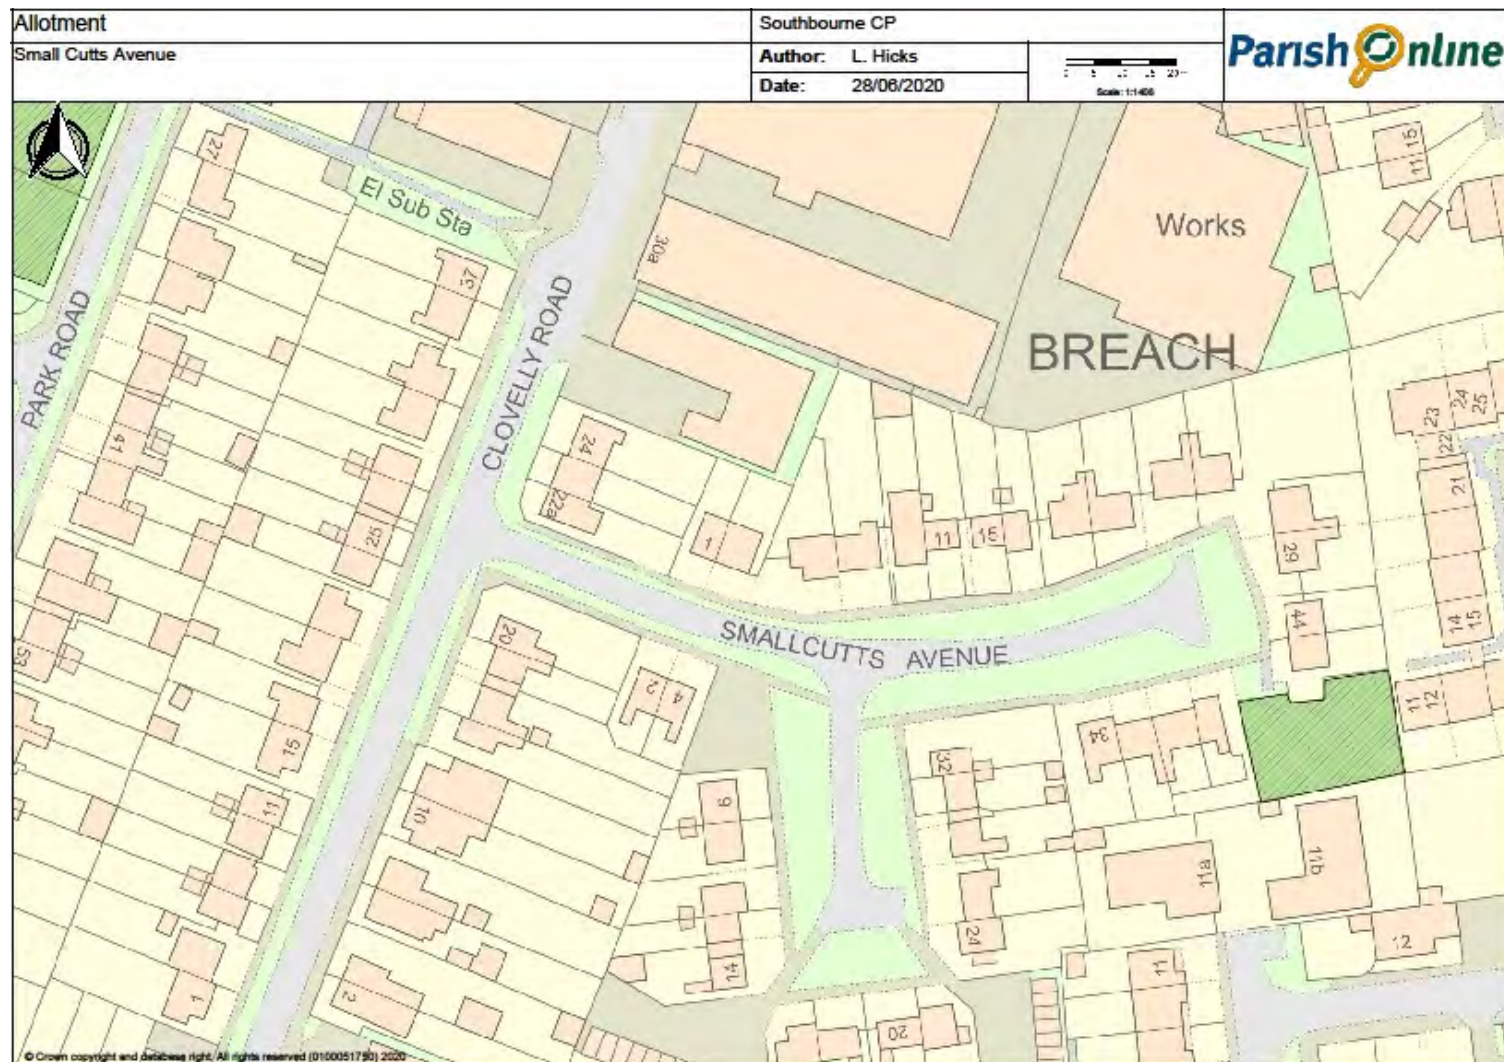 Allotment
Small Cutts Avenue
Southbourne CP
Author: L. Hicks
Date: 28/06/2020
Parish Online
27
El Sub Sta
37
PARK ROAD
CLOVELLY ROAD
30a
Works
11 15
BREACH
41
25
24
22a
1
11
15
29
44
23
24
25
22
21
14
15
11
12
SMALLCUTTS AVENUE
53
20
2
4
15
11
10
6
14
32
34
24
11a
11b
12
11
1
2
20
© Crown copyright and database right. All rights reserved (0100051750) 2020